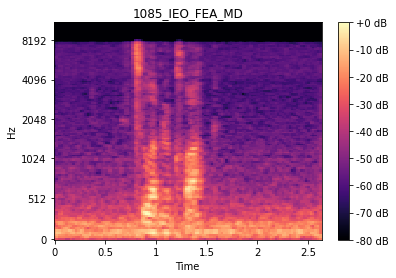 1085_IEO_FEA_MD
Hz
8192
4096
2048
1024
512
0
0
0.5
1
1.5
2
2.5
Time
+0 dB
-10 dB
-20 dB
-30 dB
-40 dB
-50 dB
-60 dB
-70 dB
-80 dB